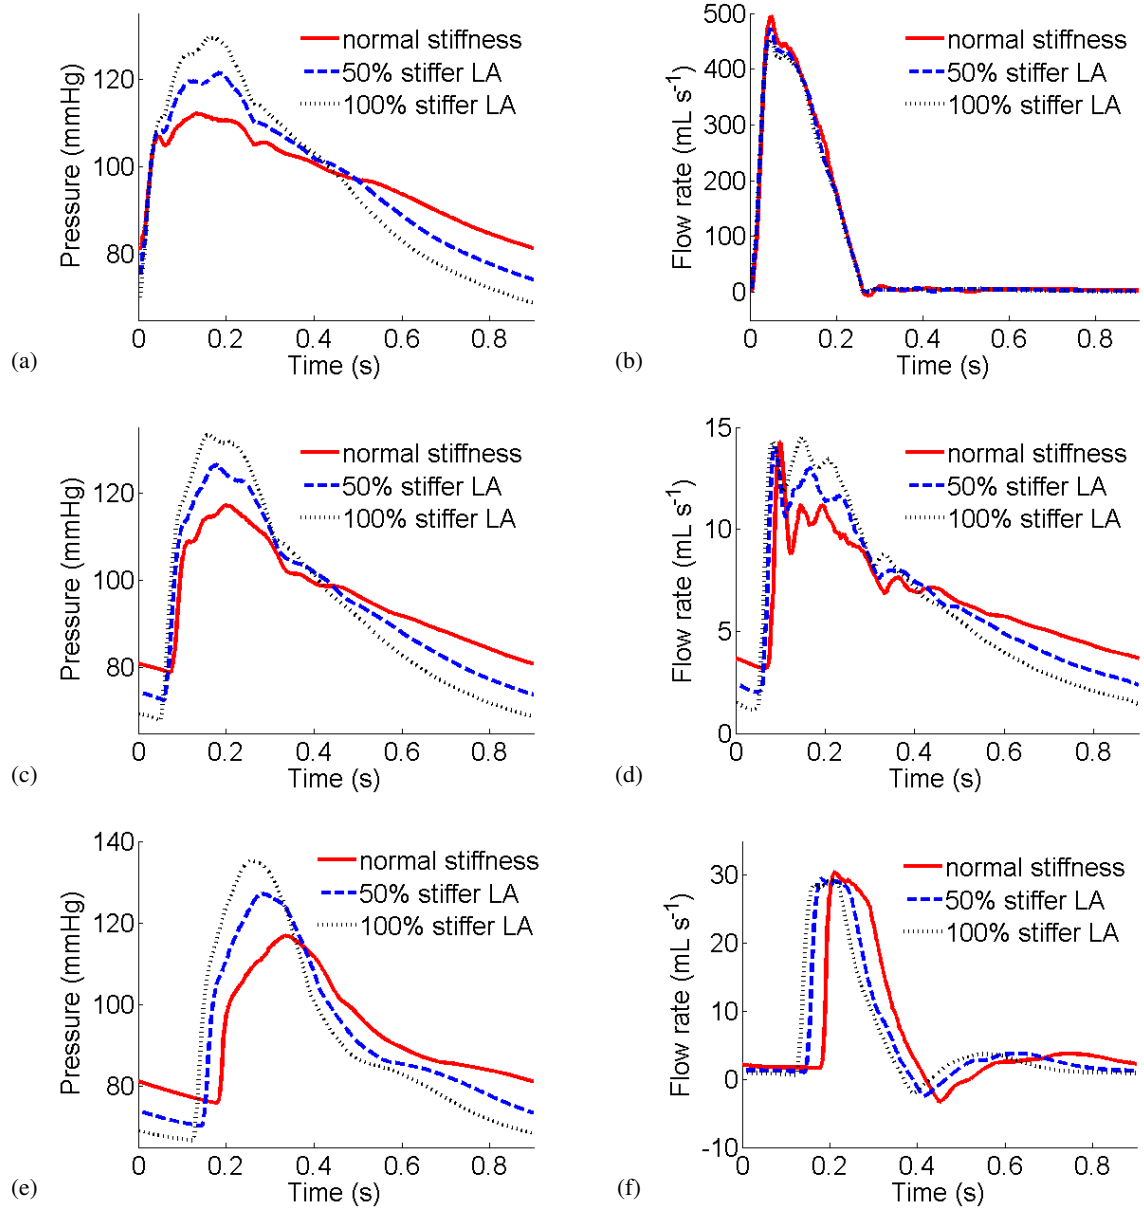 120
100
80
Pressure (mmHg)
normal stiffness
50% stiffer LA
100% stiffer LA
0 0.2 0.4 0.6 0.8
Time (s)
(a)
500
400
300
200
100
0
Flow rate (mL s-1)
normal stiffness
50% stiffer LA
100% stiffer LA
0 0.2 0.4 0.6 0.8
Time (s)
(b)
120
100
80
Pressure (mmHg)
normal stiffness
50% stiffer LA
100% stiffer LA
0 0.2 0.4 0.6 0.8
Time (s)
(c)
15
10
5
0
Flow rate (mL s-1)
normal stiffness
50% stiffer LA
100% stiffer LA
0 0.2 0.4 0.6 0.8
Time (s)
(d)
140
120
100
80
Pressure (mmHg)
normal stiffness
50% stiffer LA
100% stiffer LA
0 0.2 0.4 0.6 0.8
Time (s)
(e)
30
20
10
0
-10
Flow rate (mL s-1)
normal stiffness
50% stiffer LA
100% stiffer LA
0 0.2 0.4 0.6 0.8
Time (s)
(f)